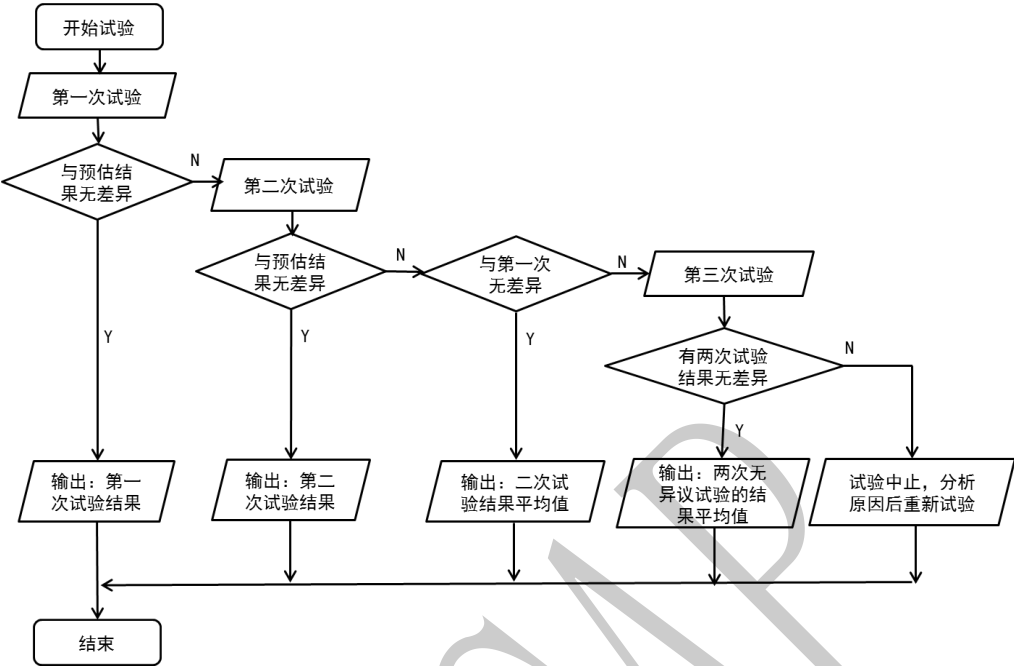 开始试验
第一次试验
与预估结
果无差异
N
第二次试验
与预估结
果无差异
N
与第一次
无差异
N
第三次试验
有两次试验
结果无差异
N
Y
Y
Y
Y
输出：第一
次试验结果
输出：第二
次试验结果
输出：二次试
验结果平均值
输出：两次无
异议试验的结
果平均值
试验中止，分析
原因后重新试验
结束